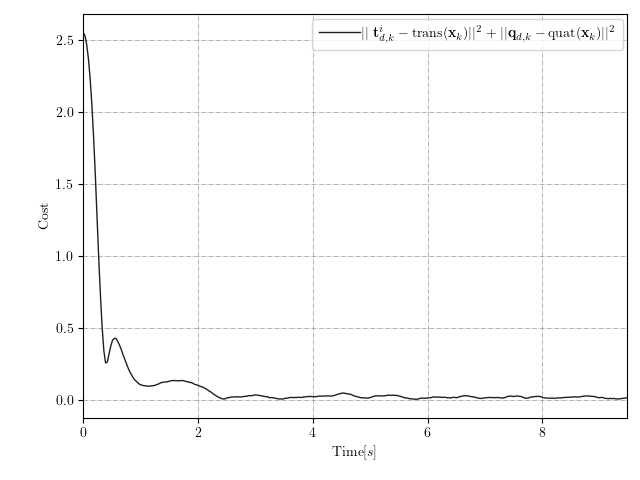 || t^i_{d,k} − trans(x_k)||² + ||q_{d,k} − quat(x_k)||²
2.5
2.0
1.5
1.0
0.5
0.0
Cost
0 2 4 6 8
Time[s]